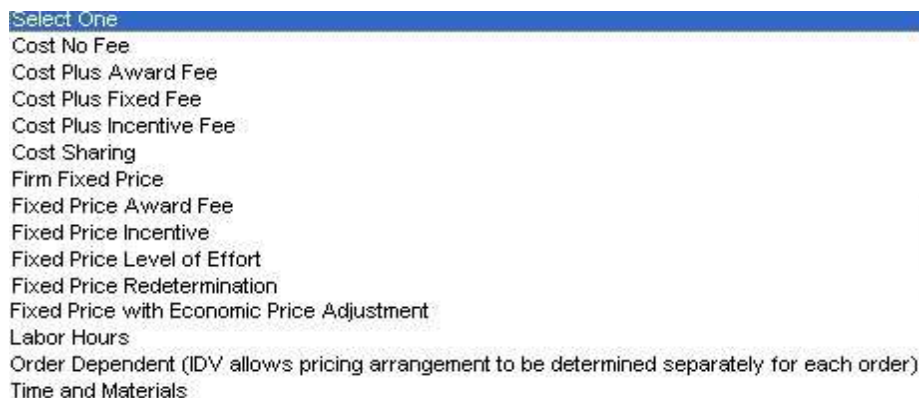 Select One
Cost No Fee
Cost Plus Award Fee
Cost Plus Fixed Fee
Cost Plus Incentive Fee
Cost Sharing
Firm Fixed Price
Fixed Price Award Fee
Fixed Price Incentive
Fixed Price Level of Effort
Fixed Price Redetermination
Fixed Price with Economic Price Adjustment
Labor Hours
Order Dependent (IDV allows pricing arrangement to be determined separately for each order)
Time and Materials